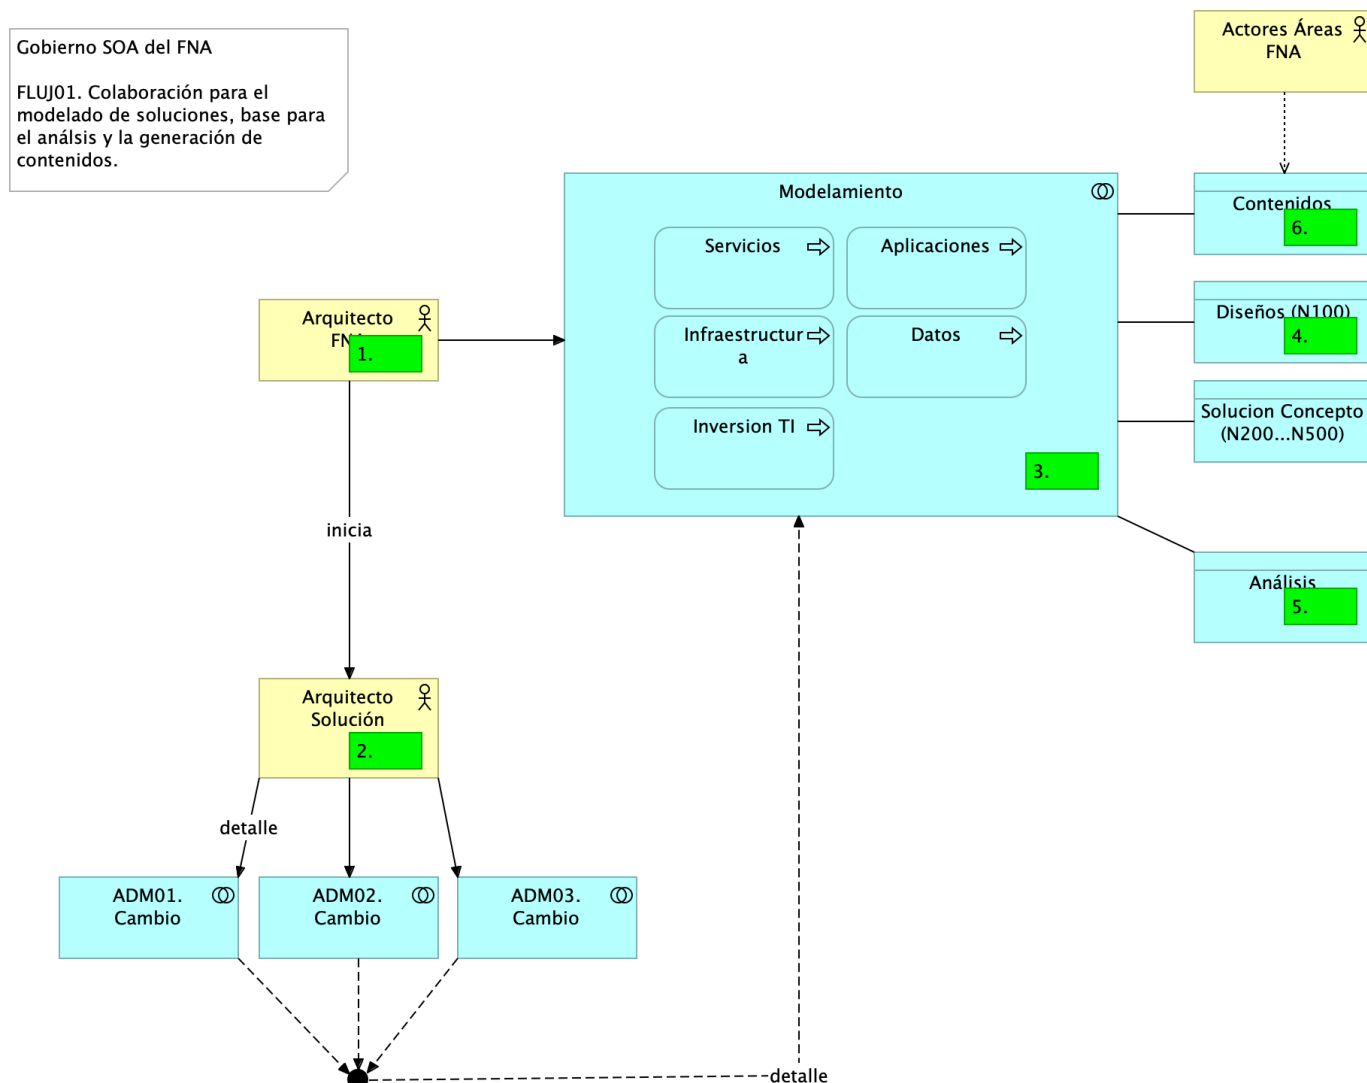 Gobierno SOA del FNA
FLUJ01. Colaboración para el
modelado de soluciones, base para
el análsis y la generación de
contenidos.
Actores Áreas
FNA
Modelamiento
Contenidos
6.
Servicios
Aplicaciones
Arquitecto
FNA
1.
Infraestructur
a
Datos
Diseños (N100)
4.
Inversion TI
Solucion Concepto
(N200...N500)
3.
inicia
Análisis
5.
Arquitecto
Solución
2.
detalle
ADM01.
Cambio
ADM02.
Cambio
ADM03.
Cambio
detalle